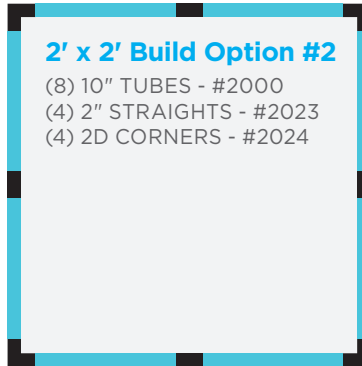 2' x 2' Build Option #2
(8) 10" TUBES - #2000
(4) 2" STRAIGHTS - #2023
(4) 2D CORNERS - #2024